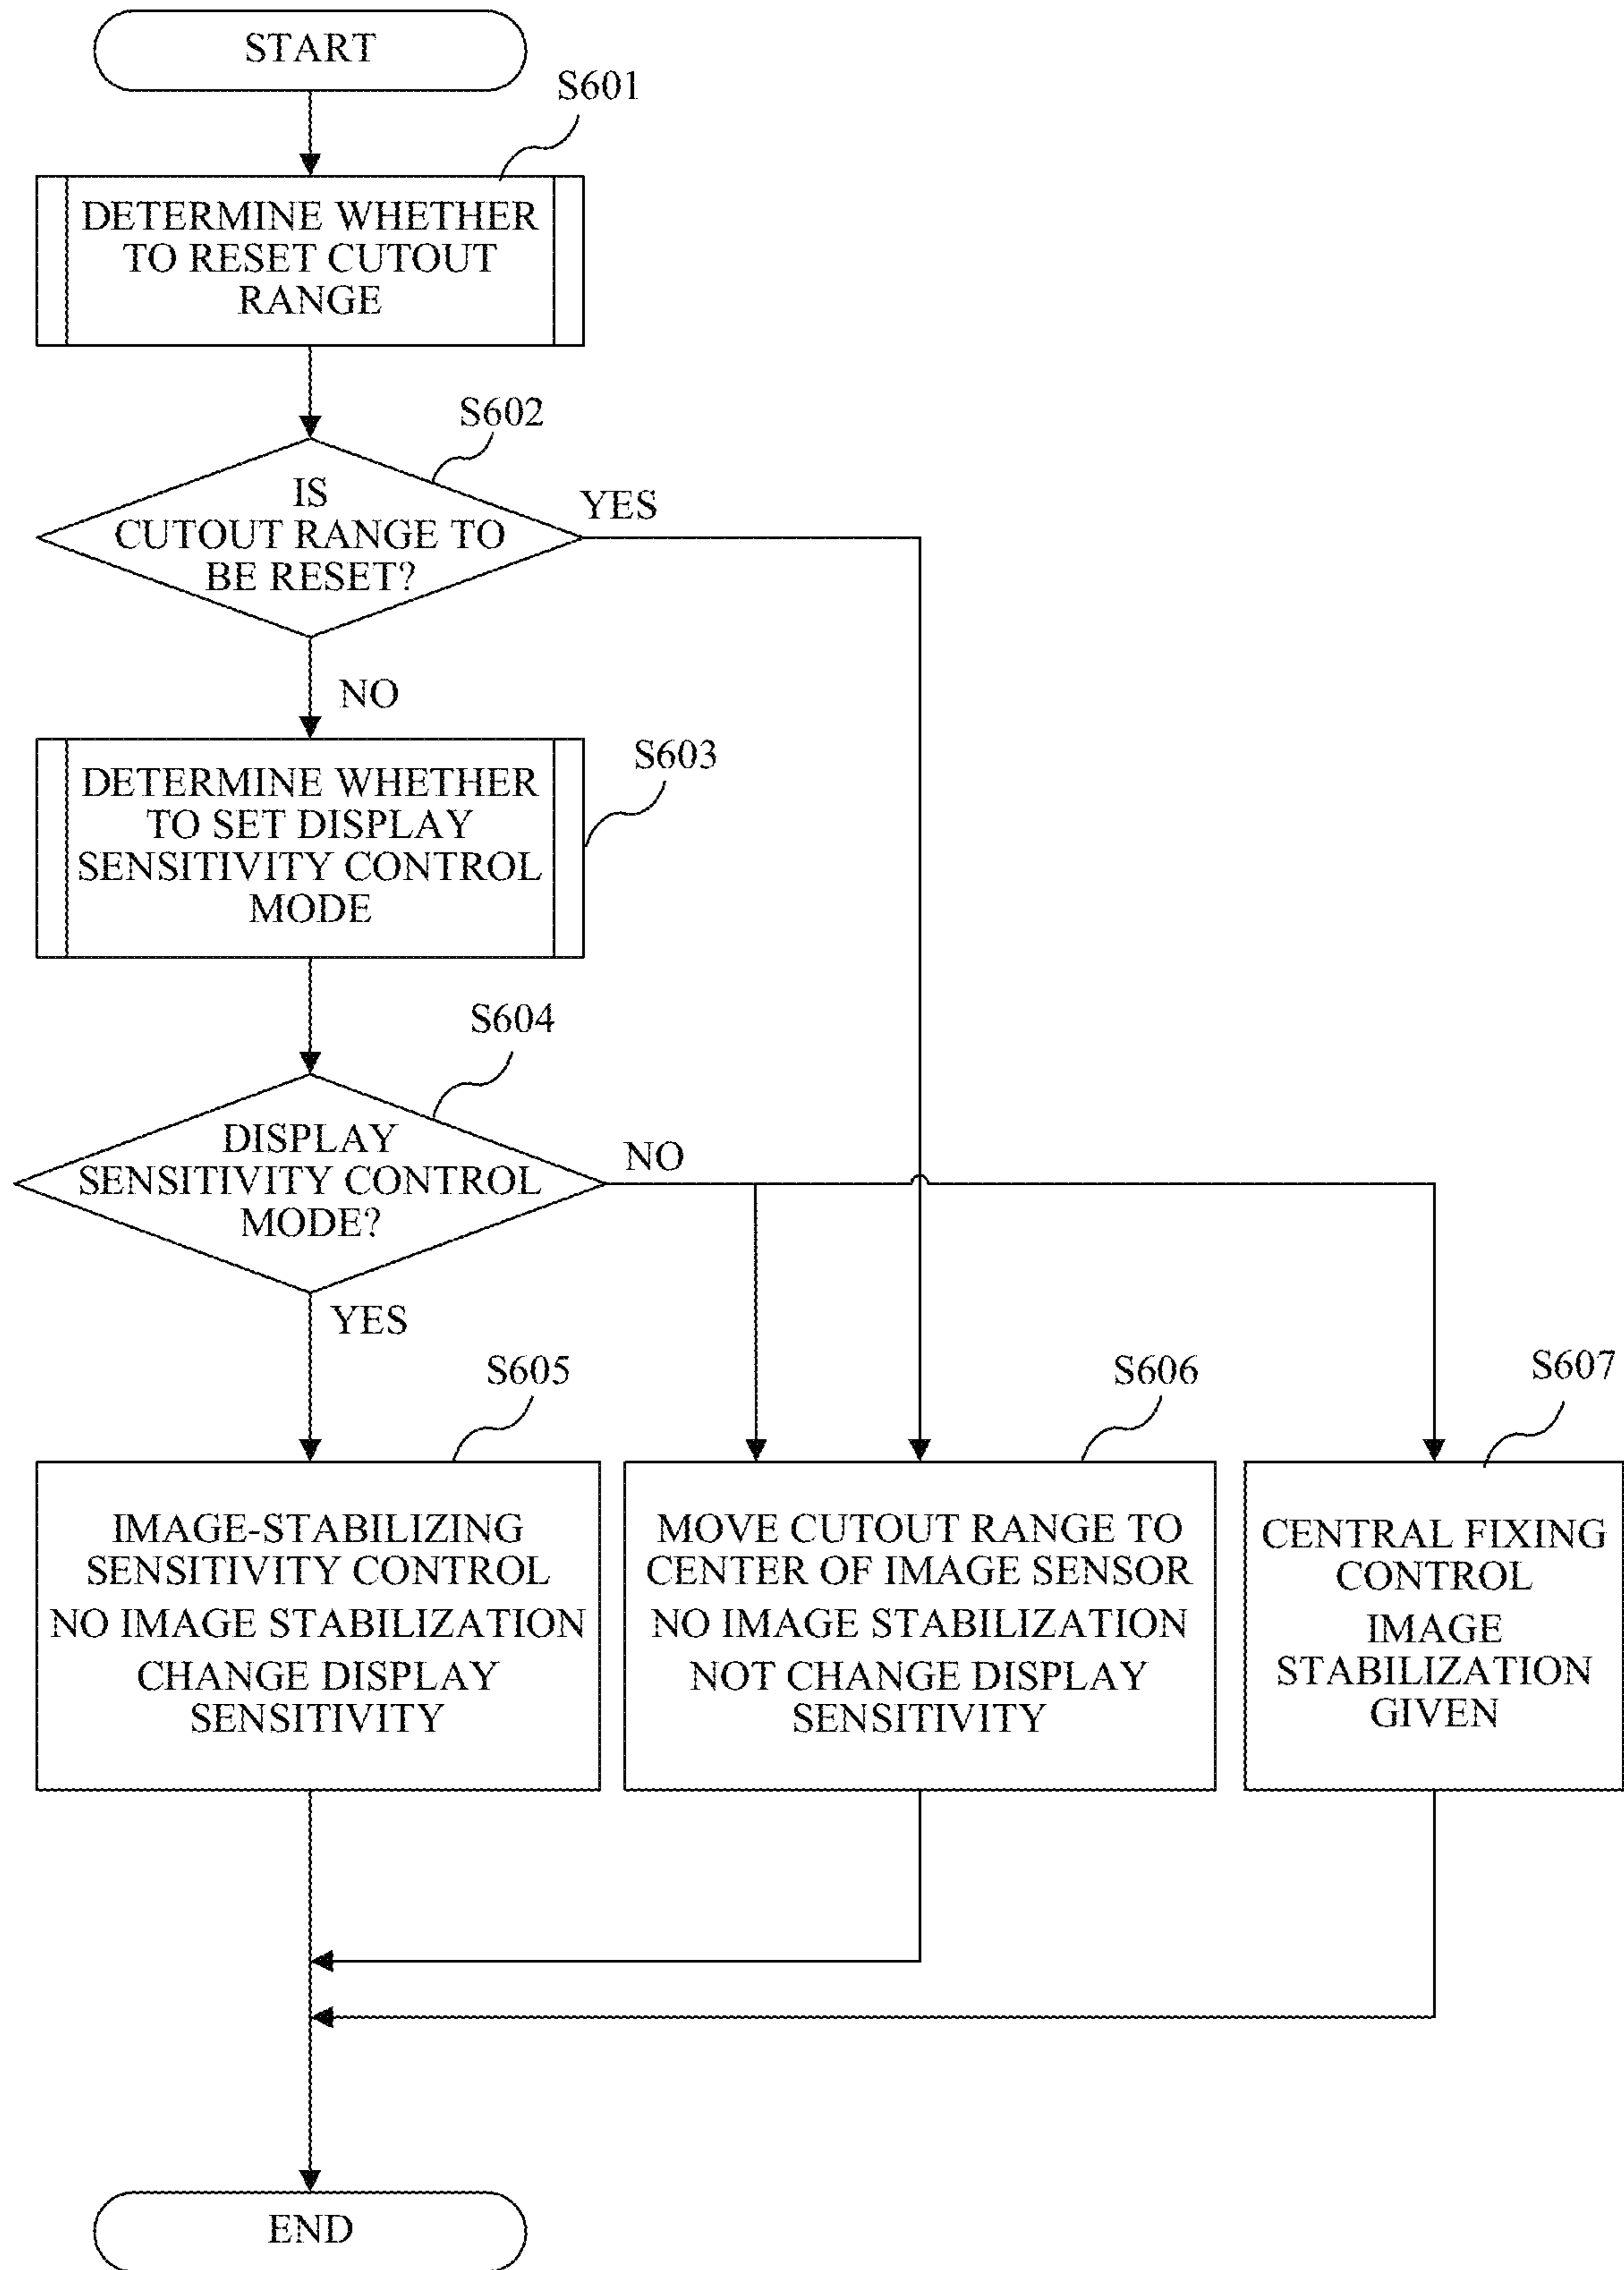 START
S601
DETERMINE WHETHER
TO RESET CUTOUT
RANGE
S602
IS
CUTOUT RANGE TO
BE RESET?
YES
NO
S603
DETERMINE WHETHER
TO SET DISPLAY
SENSITIVITY CONTROL
MODE
S604
DISPLAY
SENSITIVITY CONTROL
MODE?
NO
YES
S605
IMAGE-STABILIZING
SENSITIVITY CONTROL
NO IMAGE STABILIZATION
CHANGE DISPLAY
SENSITIVITY
S606
MOVE CUTOUT RANGE TO
CENTER OF IMAGE SENSOR
NO IMAGE STABILIZATION
NOT CHANGE DISPLAY
SENSITIVITY
S607
CENTRAL FIXING
CONTROL
IMAGE
STABILIZATION
GIVEN
END